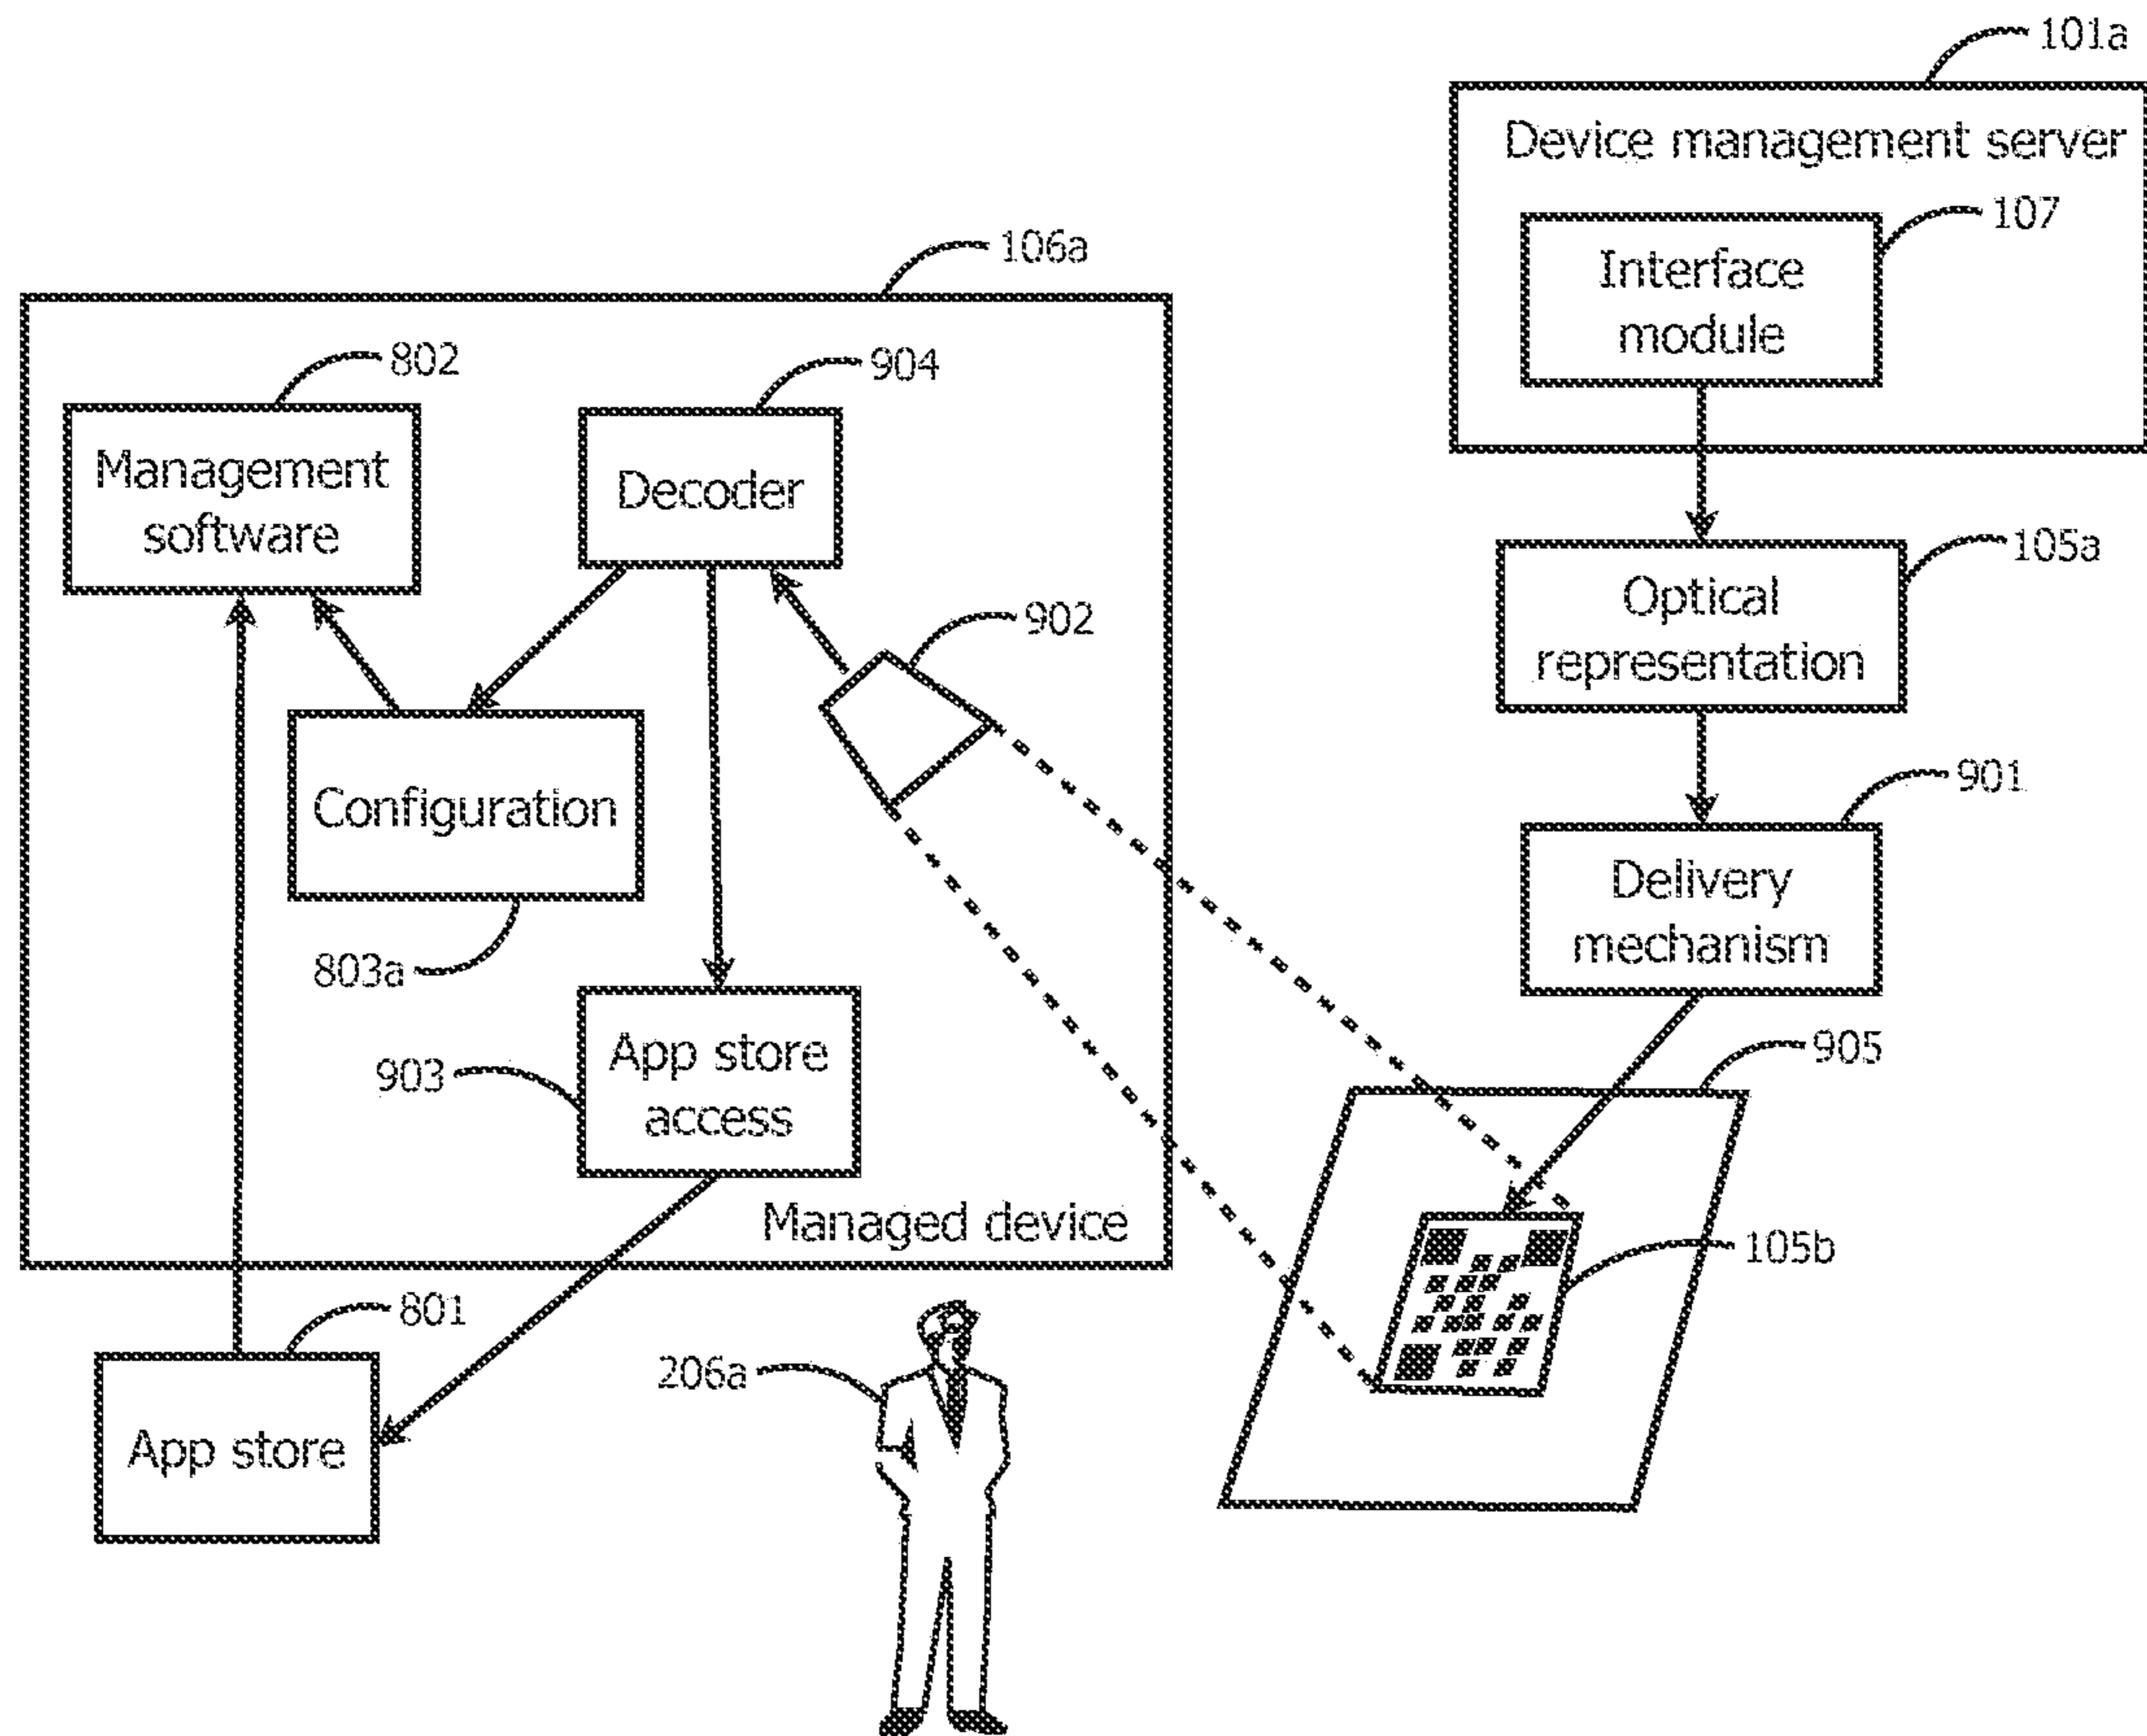 101a
Device management server
107
Interface
module
106a
802
904
Management
software
Decoder
105a
Optical
representation
902
Configuration
901
Delivery
mechanism
803a
903
App store
access
905
Managed device
105b
801
206a
App store